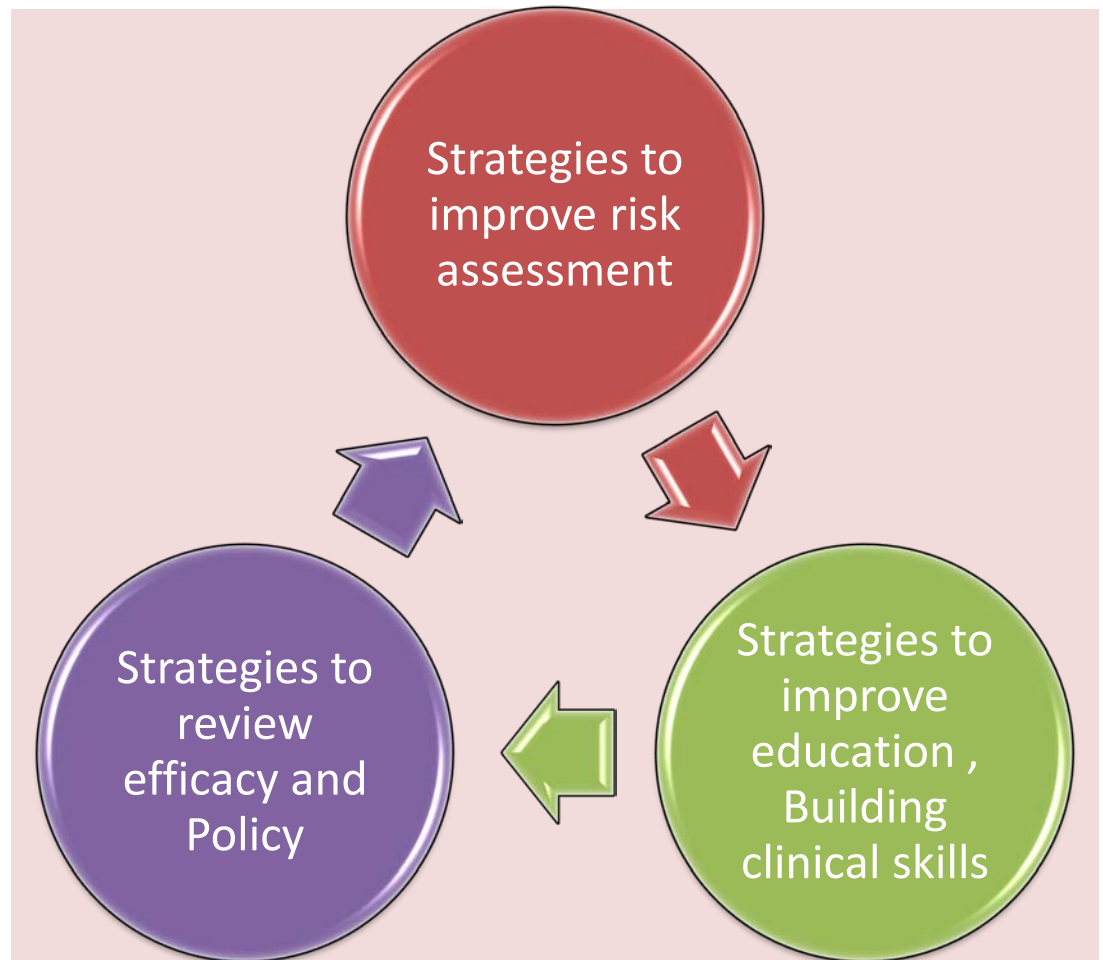 Strategies to
improve risk
assessment
Strategies to
improve
education ,
Building
clinical skills
Strategies to
review
efficacy and
Policy